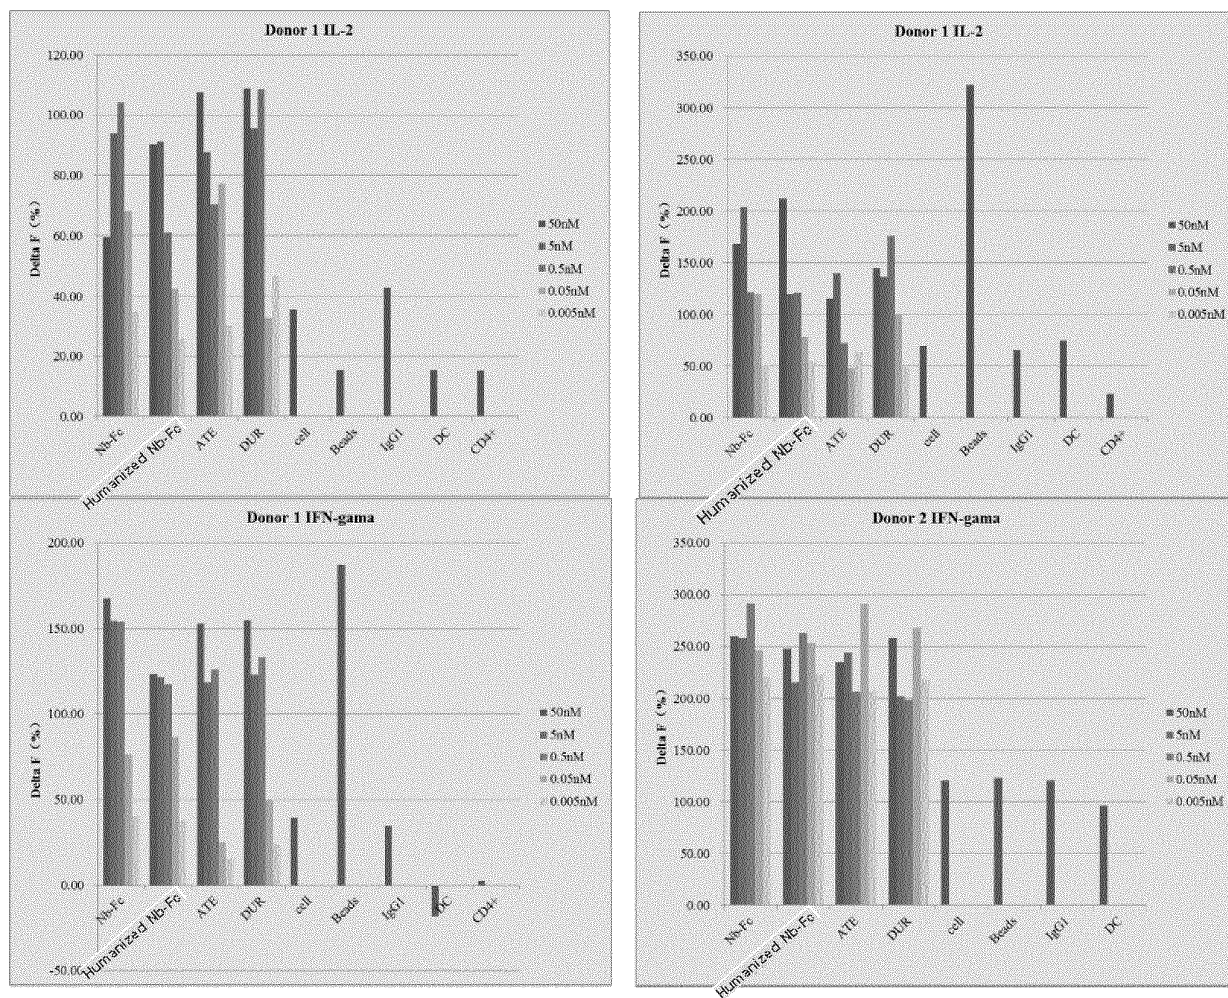 Donor 1 IL-2
120.00
100.00
80.00
60.00
40.00
20.00
0.00
Delta F (%)
50nM
5nM
0.5nM
0.05nM
0.005nM
Nb-Fc
Humanized Nb-Fc
ATE
DUR
cell
Beads
IgG1
DC
CD4+
Donor 1 IL-2
350.00
300.00
250.00
200.00
150.00
100.00
50.00
0.00
Delta F (%)
50nM
5nM
0.5nM
0.05nM
0.005nM
Nb-Fc
Humanized Nb-Fc
ATE
DUR
cell
Beads
IgG1
DC
CD4+
Donor 1 IFN-gama
200.00
150.00
100.00
50.00
0.00
-50.00
Delta F (%)
50nM
5nM
0.5nM
0.05nM
0.005nM
Nb-Fc
Humanized Nb-Fc
ATE
DUR
cell
Beads
IgG1
DC
CD4+
Donor 2 IFN-gama
350.00
300.00
250.00
200.00
150.00
100.00
50.00
0.00
Delta F (%)
50nM
5nM
0.5nM
0.05nM
0.005nM
Nb-Fc
Humanized Nb-Fc
ATE
DUR
cell
Beads
IgG1
DC